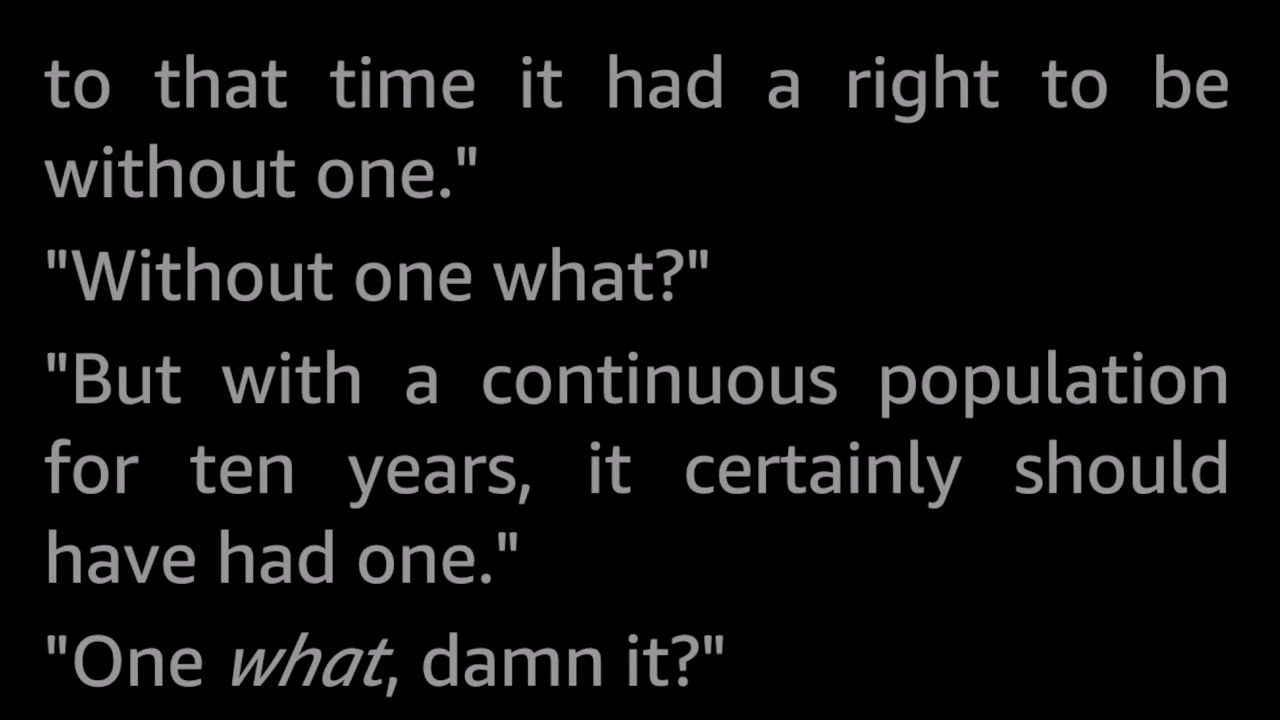 to that time it had a right to be
without one."
"Without one what?"
"But with a continuous population
for ten years, it certainly should
have had one."
"One what, damn it?"